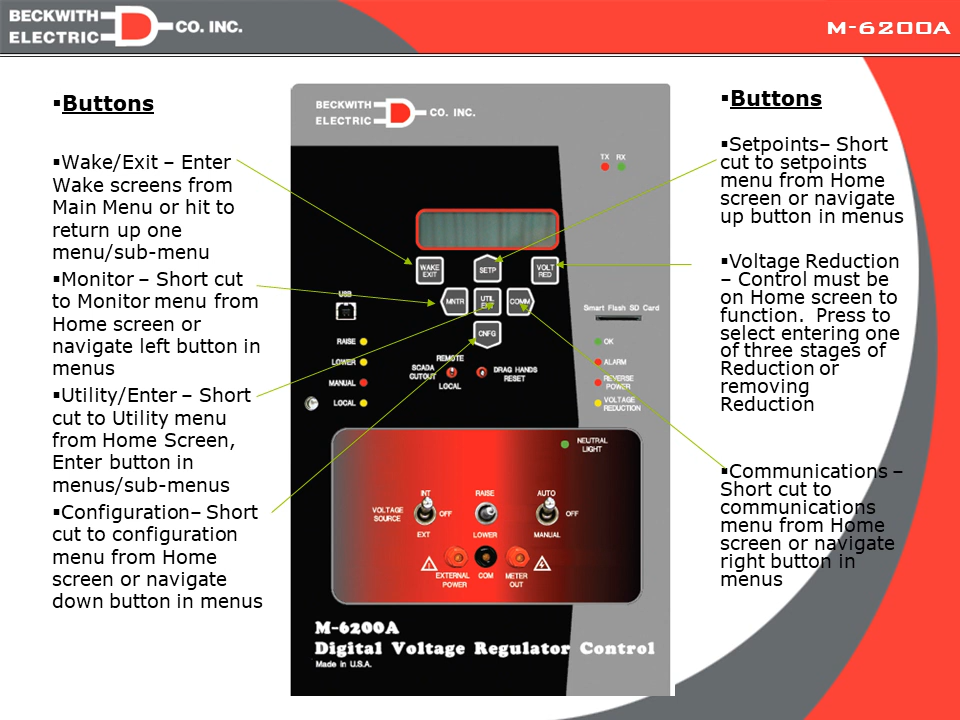 BECKWITH
ELECTRIC CO. INC.
M-6200A
▪Buttons
▪Wake/Exit – Enter
Wake screens from
Main Menu or hit to
return up one
menu/sub-menu
▪Monitor – Short cut
to Monitor menu from
Home screen or
navigate left button in
menus
▪Utility/Enter – Short
cut to Utility menu
from Home Screen,
Enter button in
menus/sub-menus
▪Configuration– Short
cut to configuration
menu from Home
screen or navigate
down button in menus
BECKWITH
ELECTRIC CO. INC.
TX RX
WAKE
EXIT
SETP
VOLT
RED
MNTR
UTIL
COMM
CNFG
USB
Smart Flash SD Card
RAISE
LOWER
MANUAL
LOCAL
REMOTE
SCADA
CUTOUT
LOCAL
DRAG HANDS
RESET
OK
ALARM
REVERSE
POWER
VOLTAGE
REDUCTION
NEUTRAL
LIGHT
INT
VOLTAGE
SOURCE
OFF
EXT
RAISE
LOWER
AUTO
OFF
MANUAL
EXTERNAL
POWER
COM
METER
OUT
M-6200A
Digital Voltage Regulator Control
Made in U.S.A.
▪Buttons
▪Setpoints– Short
cut to setpoints
menu from Home
screen or navigate
up button in menus
▪Voltage Reduction
– Control must be
on Home screen to
function. Press to
select entering one
of three stages of
Reduction or
removing
Reduction
▪Communications –
Short cut to
communications
menu from Home
screen or navigate
right button in
menus